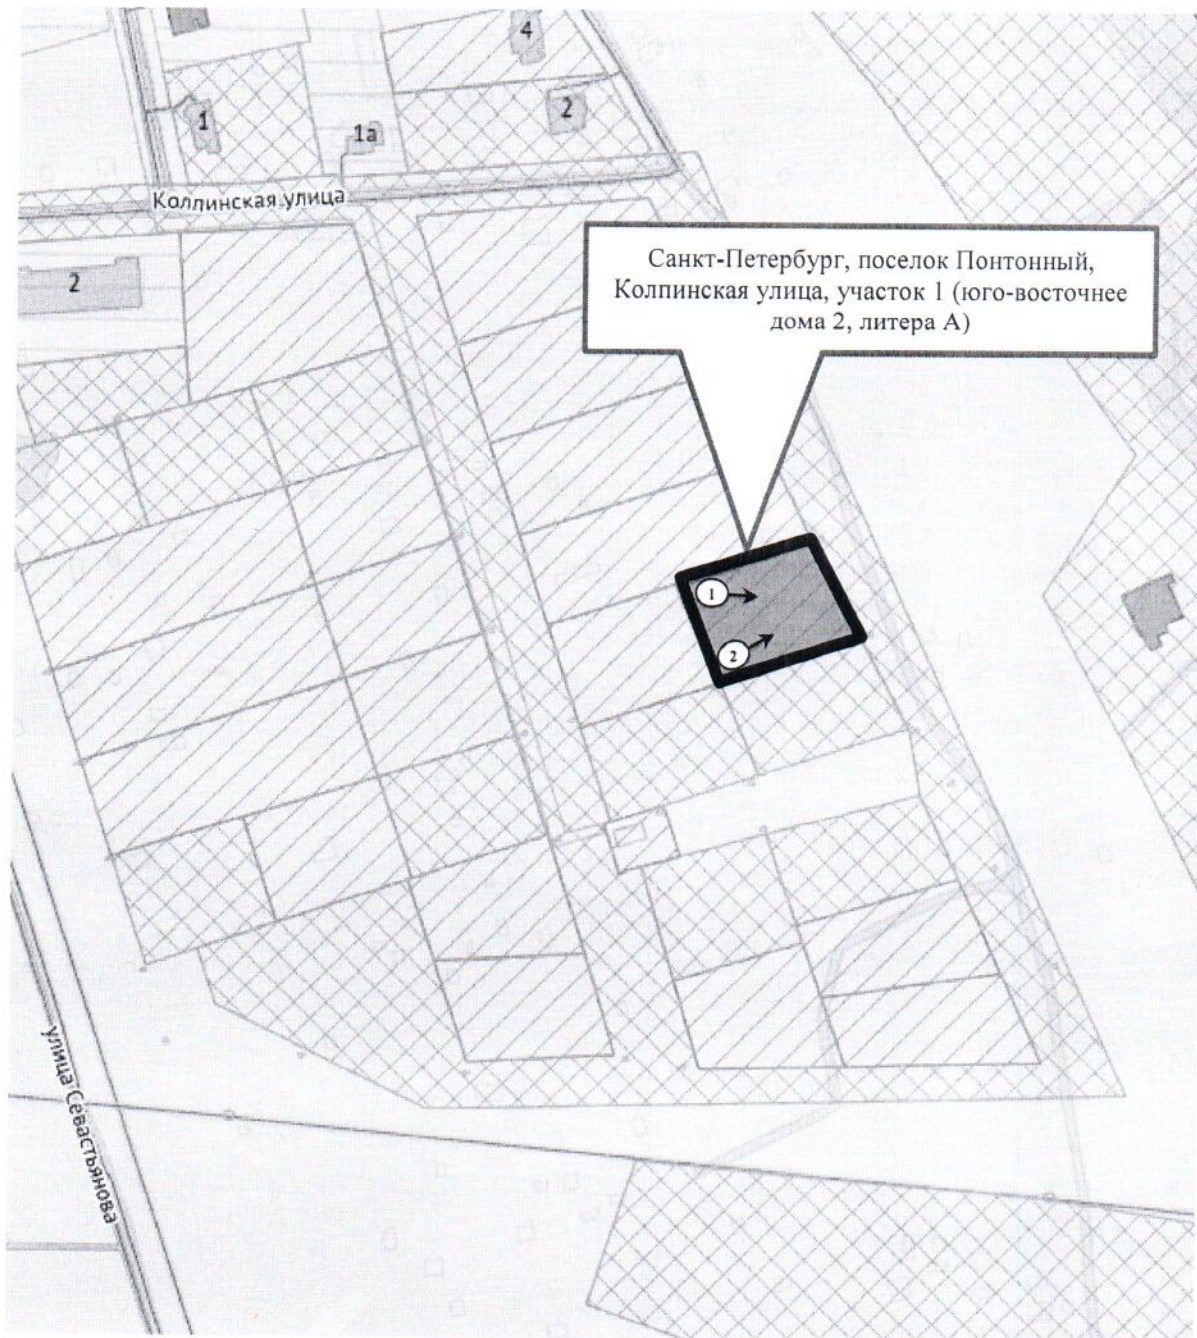 4
1
1а
2
Коллинская улица
2
Санкт-Петербург, поселок Понтонный,
Колпинская улица, участок 1 (юго-восточнее
дома 2, литера А)
1
2
улица Севастьянова